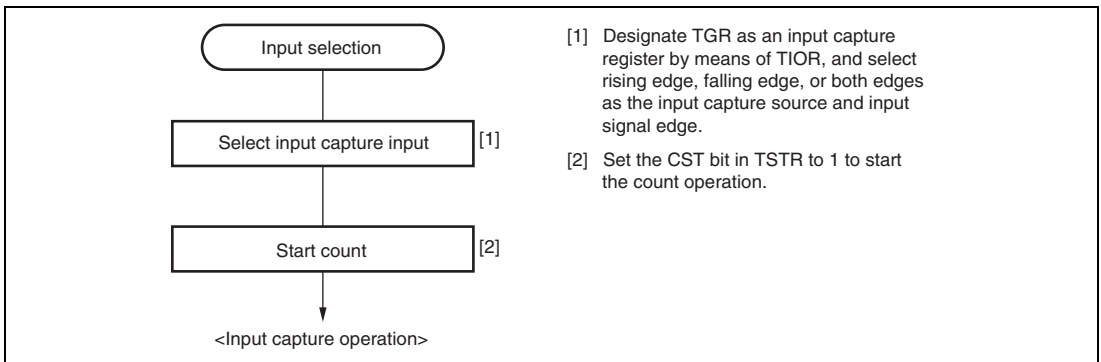 Input selection
Select input capture input
[1]
Start count
[2]
<Input capture operation>
[1] Designate TGR as an input capture
register by means of TIOR, and select
rising edge, falling edge, or both edges
as the input capture source and input
signal edge.
[2] Set the CST bit in TSTR to 1 to start
the count operation.